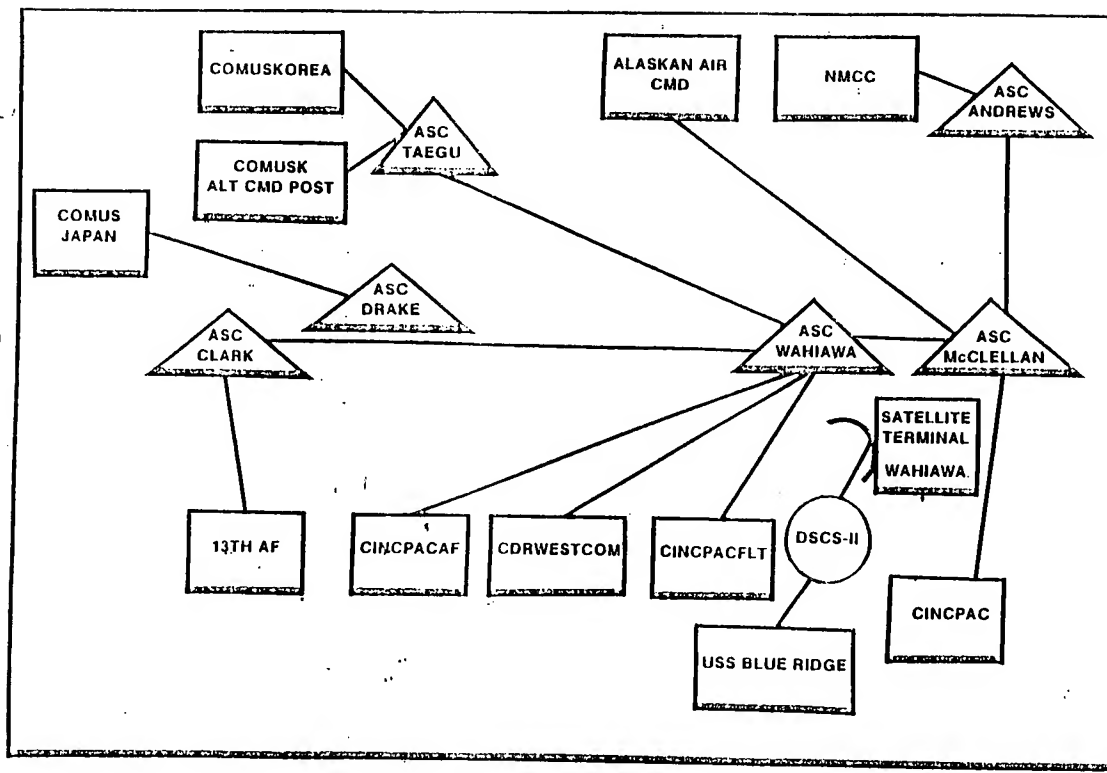 COMUSKOREA
ALASKAN AIR
CMD
NMCC
ASC
ANDREWS
ASC
TAEGU
COMUSK
ALT CMD POST
COMUS
JAPAN
ASC
DRAKE
ASC
CLARK
ASC
WAHIAWA
ASC
McCLELLAN
SATELLITE
TERMINAL
WAHIAWA
13TH AF
CINCPACAF
CDRWESTCOM
CINCPACFLT
DSCS-II
CINCPAC
USS BLUE RIDGE